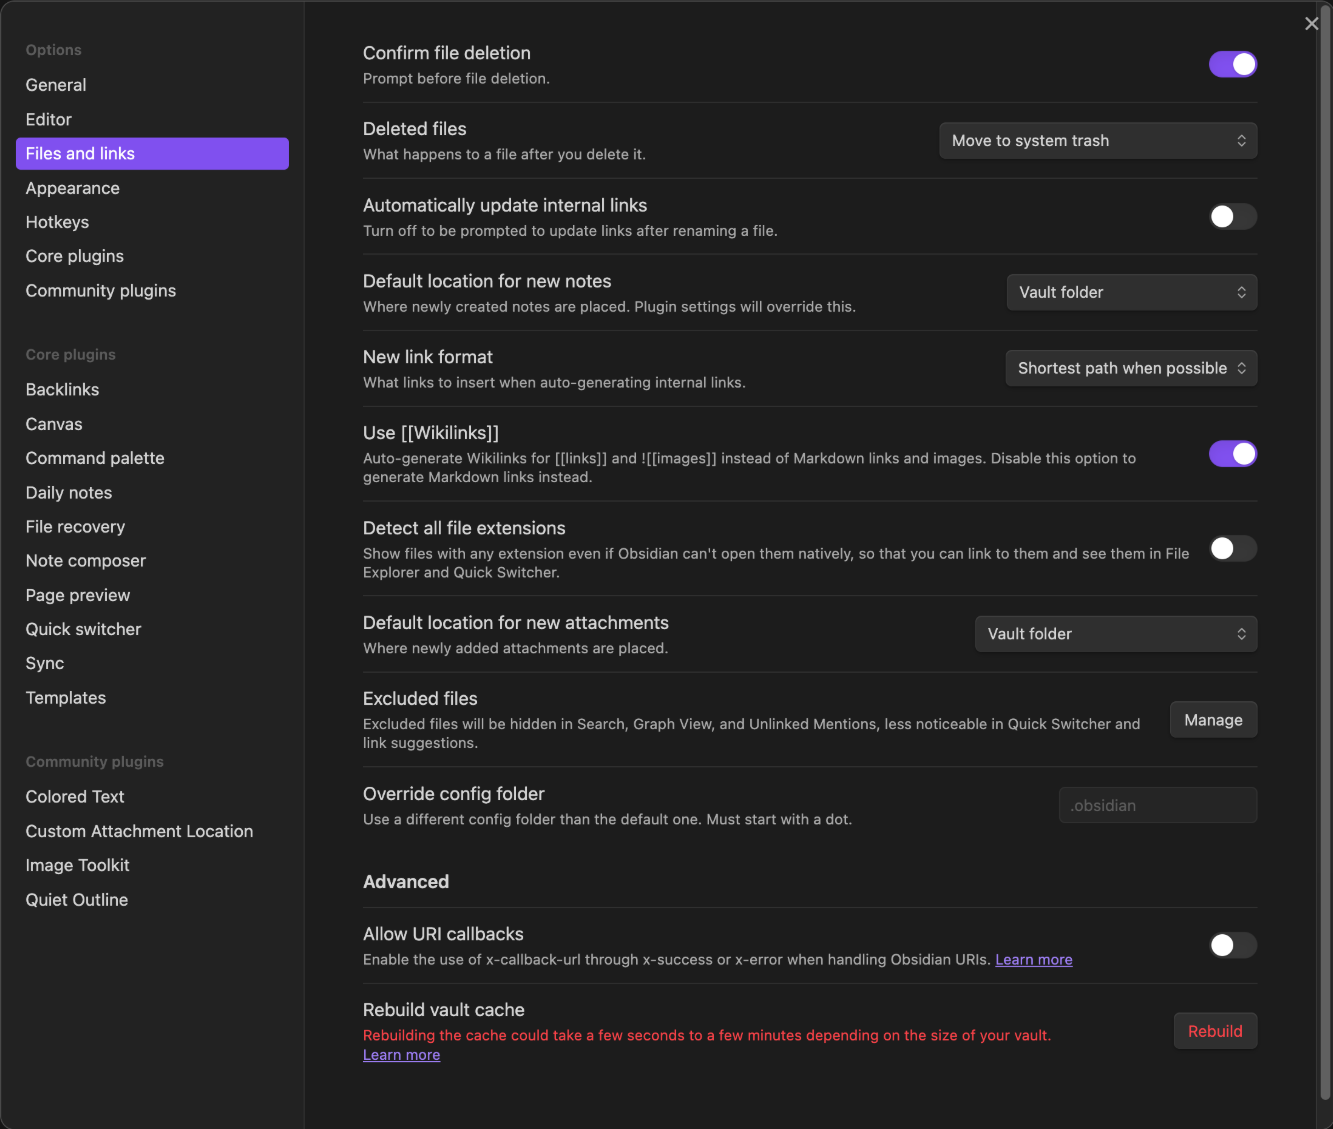 Options
General
Editor
Files and links
Appearance
Hotkeys
Core plugins
Community plugins
Core plugins
Backlinks
Canvas
Command palette
Daily notes
File recovery
Note composer
Page preview
Quick switcher
Sync
Templates
Community plugins
Colored Text
Custom Attachment Location
Image Toolkit
Quiet Outline
Confirm file deletion
Prompt before file deletion.
Deleted files
What happens to a file after you delete it.
Move to system trash
Automatically update internal links
Turn off to be prompted to update links after renaming a file.
Default location for new notes
Where newly created notes are placed. Plugin settings will override this.
Vault folder
New link format
What links to insert when auto-generating internal links.
Shortest path when possible
Use [[Wikilinks]]
Auto-generate Wikilinks for [[links]] and ![[images]] instead of Markdown links and images. Disable this option to
generate Markdown links instead.
Detect all file extensions
Show files with any extension even if Obsidian can't open them natively, so that you can link to them and see them in File
Explorer and Quick Switcher.
Default location for new attachments
Where newly added attachments are placed.
Vault folder
Excluded files
Excluded files will be hidden in Search, Graph View, and Unlinked Mentions, less noticeable in Quick Switcher and
link suggestions.
Manage
Override config folder
Use a different config folder than the default one. Must start with a dot.
.obsidian
Advanced
Allow URI callbacks
Enable the use of x-callback-url through x-success or x-error when handling Obsidian URIs. Learn more
Rebuild vault cache
Rebuilding the cache could take a few seconds to a few minutes depending on the size of your vault.
Learn more
Rebuild